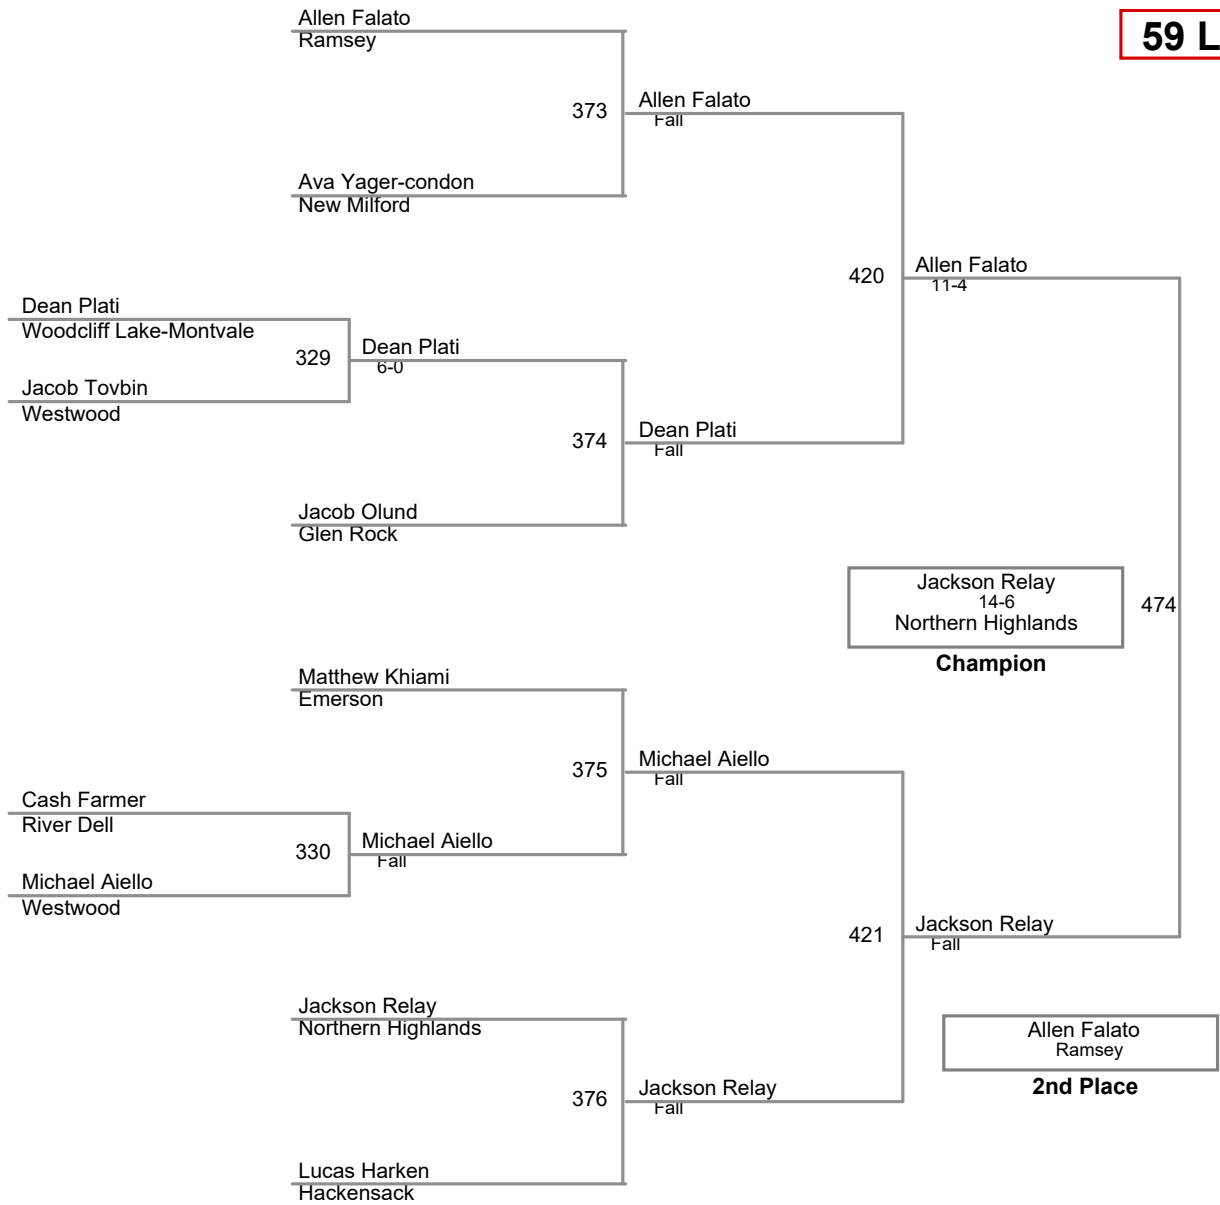 Allen Falato
Ramsey
59 L
373
Allen Falato
Fall
Ava Yager-condon
New Milford
420
Allen Falato
11-4
Dean Plati
Woodcliff Lake-Montvale
329
Dean Plati
6-0
Jacob Tovbin
Westwood
374
Dean Plati
Fall
Jacob Olund
Glen Rock
Jackson Relay
14-6
Northern Highlands
474
Champion
Matthew Khiami
Emerson
375
Michael Aiello
Fall
Cash Farmer
River Dell
330
Michael Aiello
Fall
Michael Aiello
Westwood
421
Jackson Relay
Fall
Jackson Relay
Northern Highlands
Allen Falato
Ramsey
2nd Place
376
Jackson Relay
Fall
Lucas Harken
Hackensack